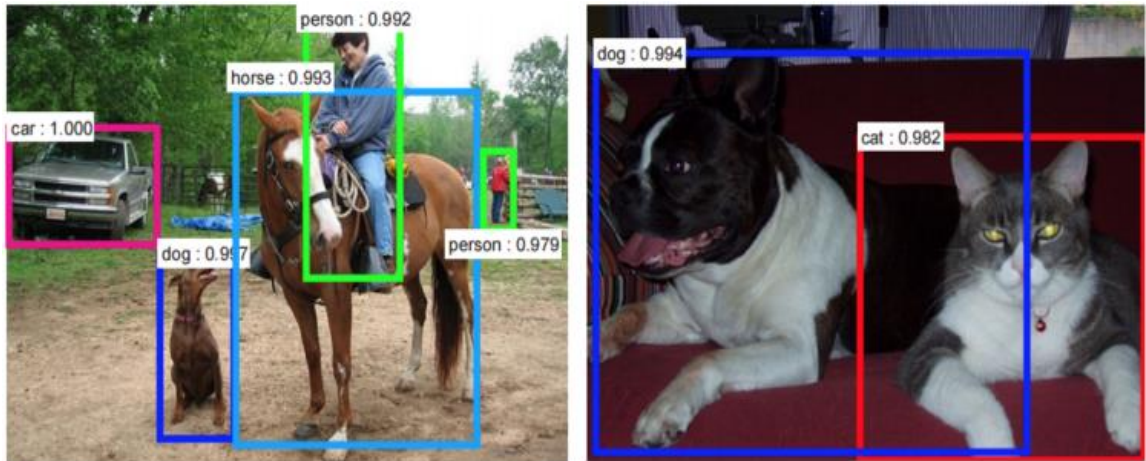 person : 0.992
horse : 0.993
car : 1.000
dog : 0.997
person : 0.979
dog : 0.994
cat : 0.982